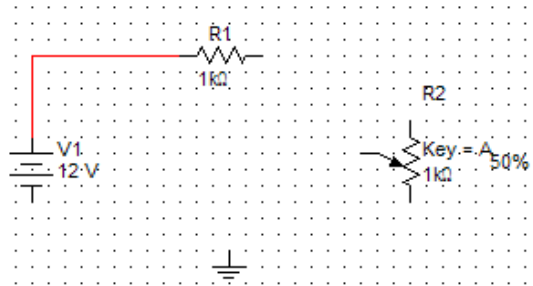 R1
1kΩ
R2
V1
12 V
Key = A
50%
1kΩ